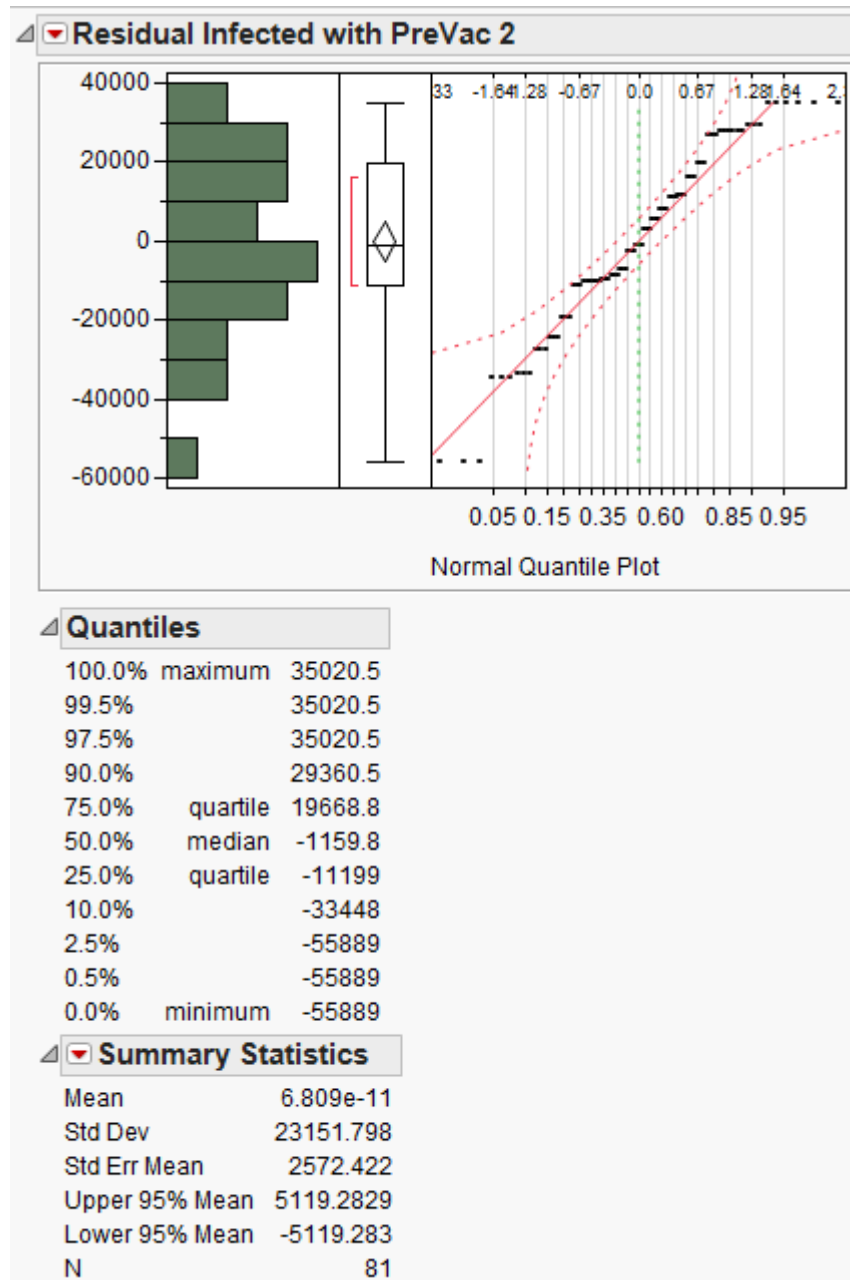 Residual Infected with PreVac 2
40000
20000
0
-20000
-40000
-60000
33 -1.64 1.28 -0.67 0.0 0.67 1.28 1.64 2.
0.05 0.15 0.35 0.60 0.85 0.95
Normal Quantile Plot
Quantiles
100.0% maximum 35020.5
99.5% 35020.5
97.5% 35020.5
90.0% 29360.5
75.0% quartile 19668.8
50.0% median -1159.8
25.0% quartile -11199
10.0% -33448
2.5% -55889
0.5% -55889
0.0% minimum -55889
Summary Statistics
Mean 6.809e-11
Std Dev 23151.798
Std Err Mean 2572.422
Upper 95% Mean 5119.2829
Lower 95% Mean -5119.283
N 81